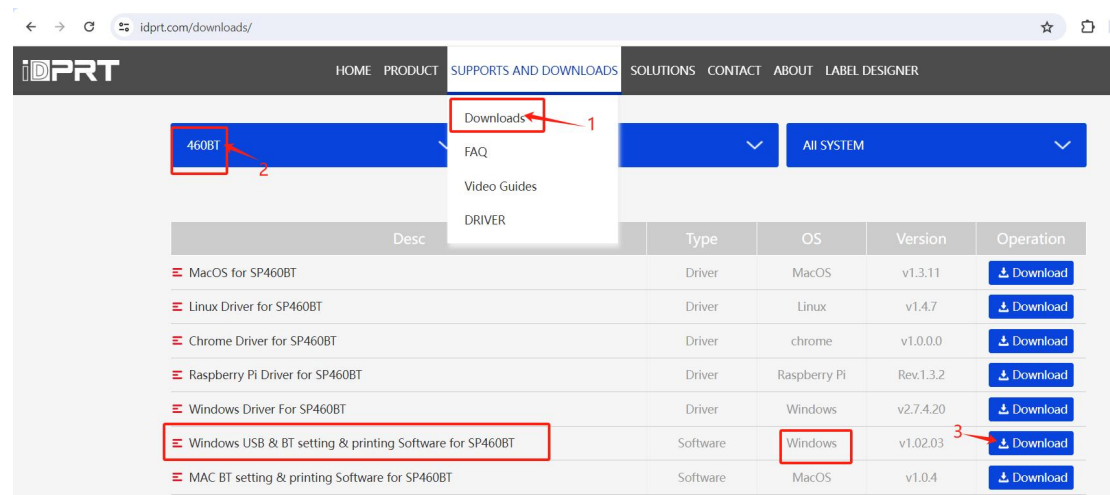 idprt.com/downloads/
iDPRT
HOME PRODUCT SUPPORTS AND DOWNLOADS SOLUTIONS CONTACT ABOUT LABEL DESIGNER
Downloads
1
FAQ
Video Guides
DRIVER
460BT
2
All SYSTEM
Desc Type OS Version Operation
MacOS for SP460BT Driver MacOS v1.3.11 Download
Linux Driver for SP460BT Driver Linux v1.4.7 Download
Chrome Driver for SP460BT Driver chrome v1.0.0.0 Download
Raspberry Pi Driver for SP460BT Driver Raspberry Pi Rev.1.3.2 Download
Windows Driver For SP460BT Driver Windows v2.7.4.20 Download
Windows USB & BT setting & printing Software for SP460BT Software Windows v1.02.03 3 Download
MAC BT setting & printing Software for SP460BT Software MacOS v1.0.4 Download